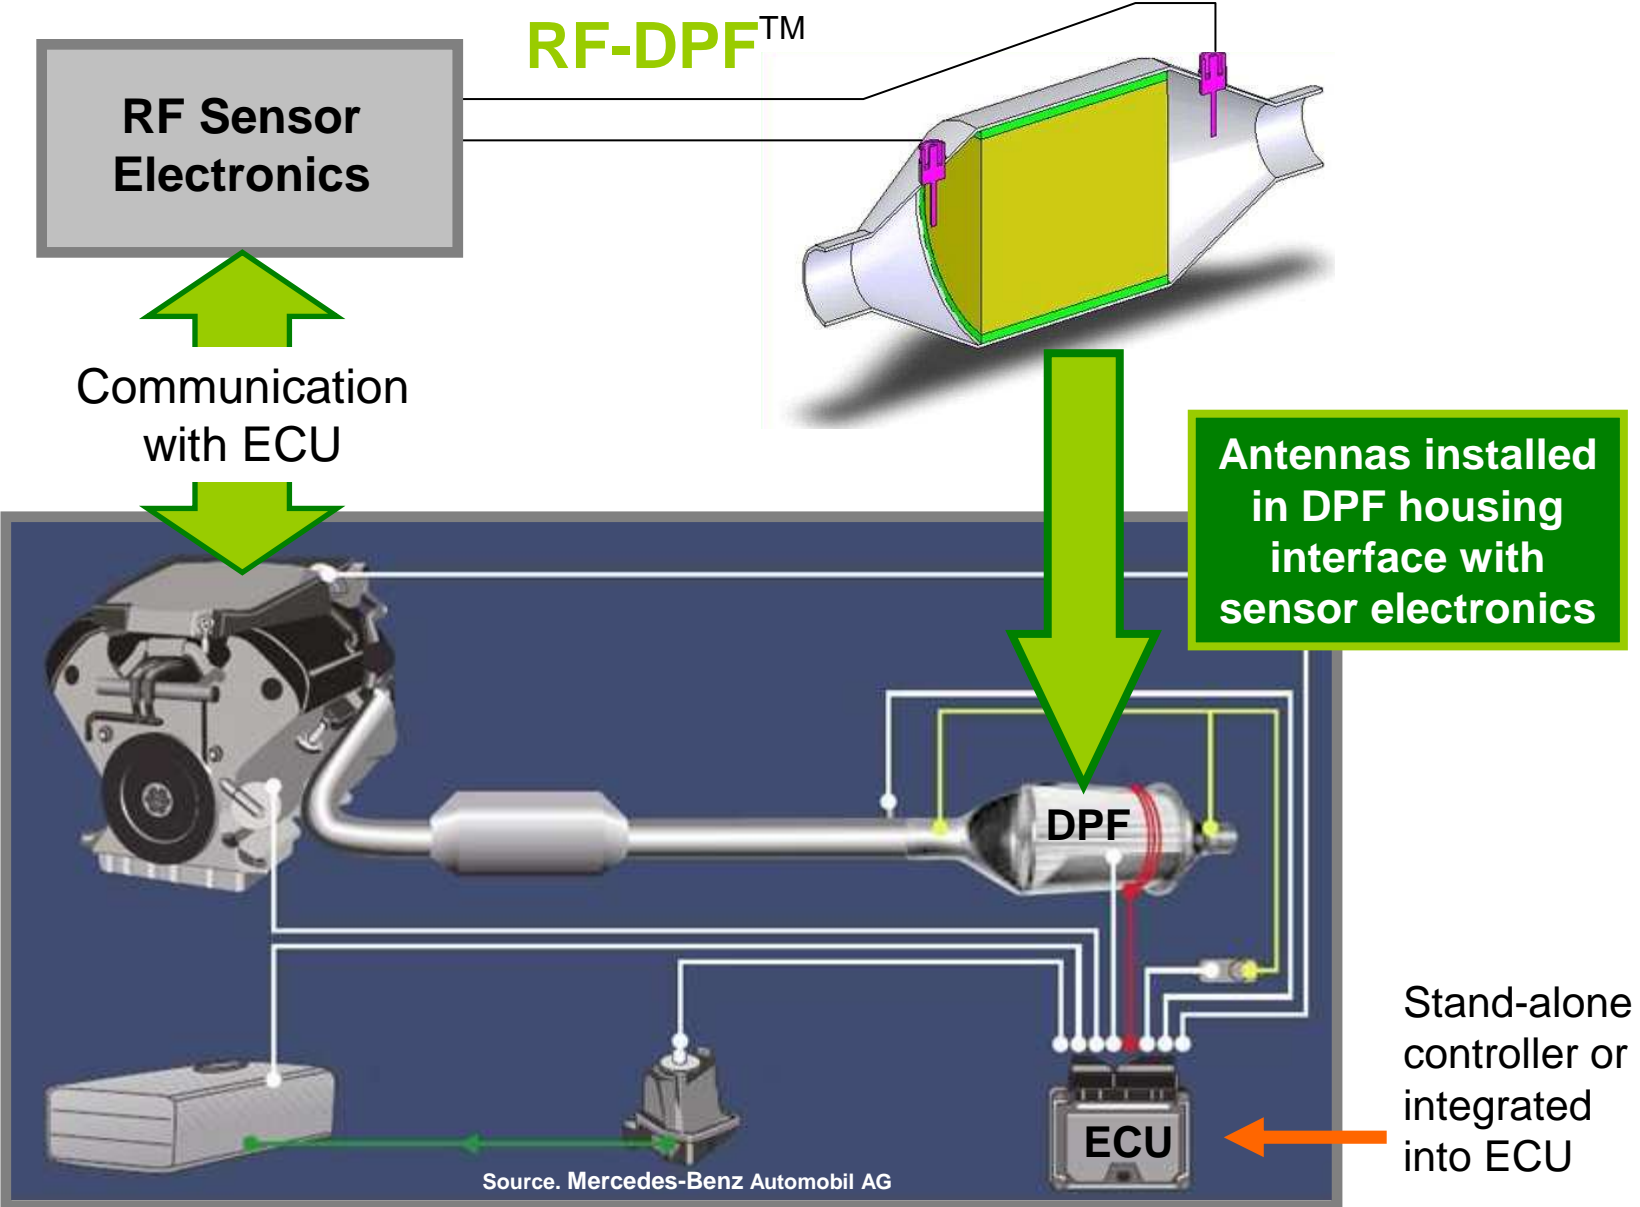 RF-DPF™
RF Sensor
Electronics
Communication
with ECU
Antennas installed
in DPF housing
interface with
sensor electronics
DPF
Stand-alone
controller or
integrated
into ECU
ECU
Source. Mercedes-Benz Automobil AG